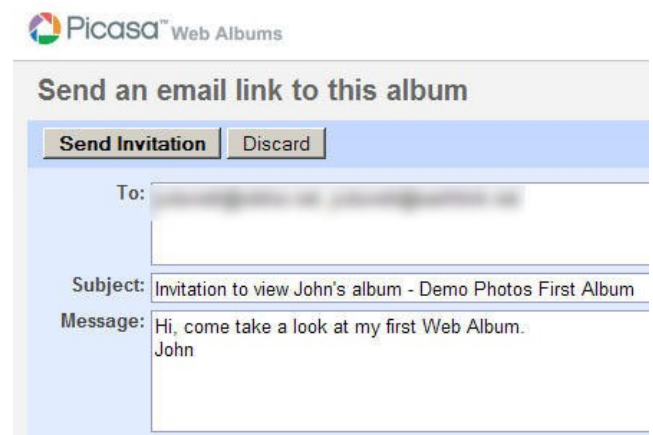 Picasa™ Web Albums
Send an email link to this album
Send Invitation Discard
To:
Subject: Invitation to view John's album - Demo Photos First Album
Message: Hi, come take a look at my first Web Album.
John